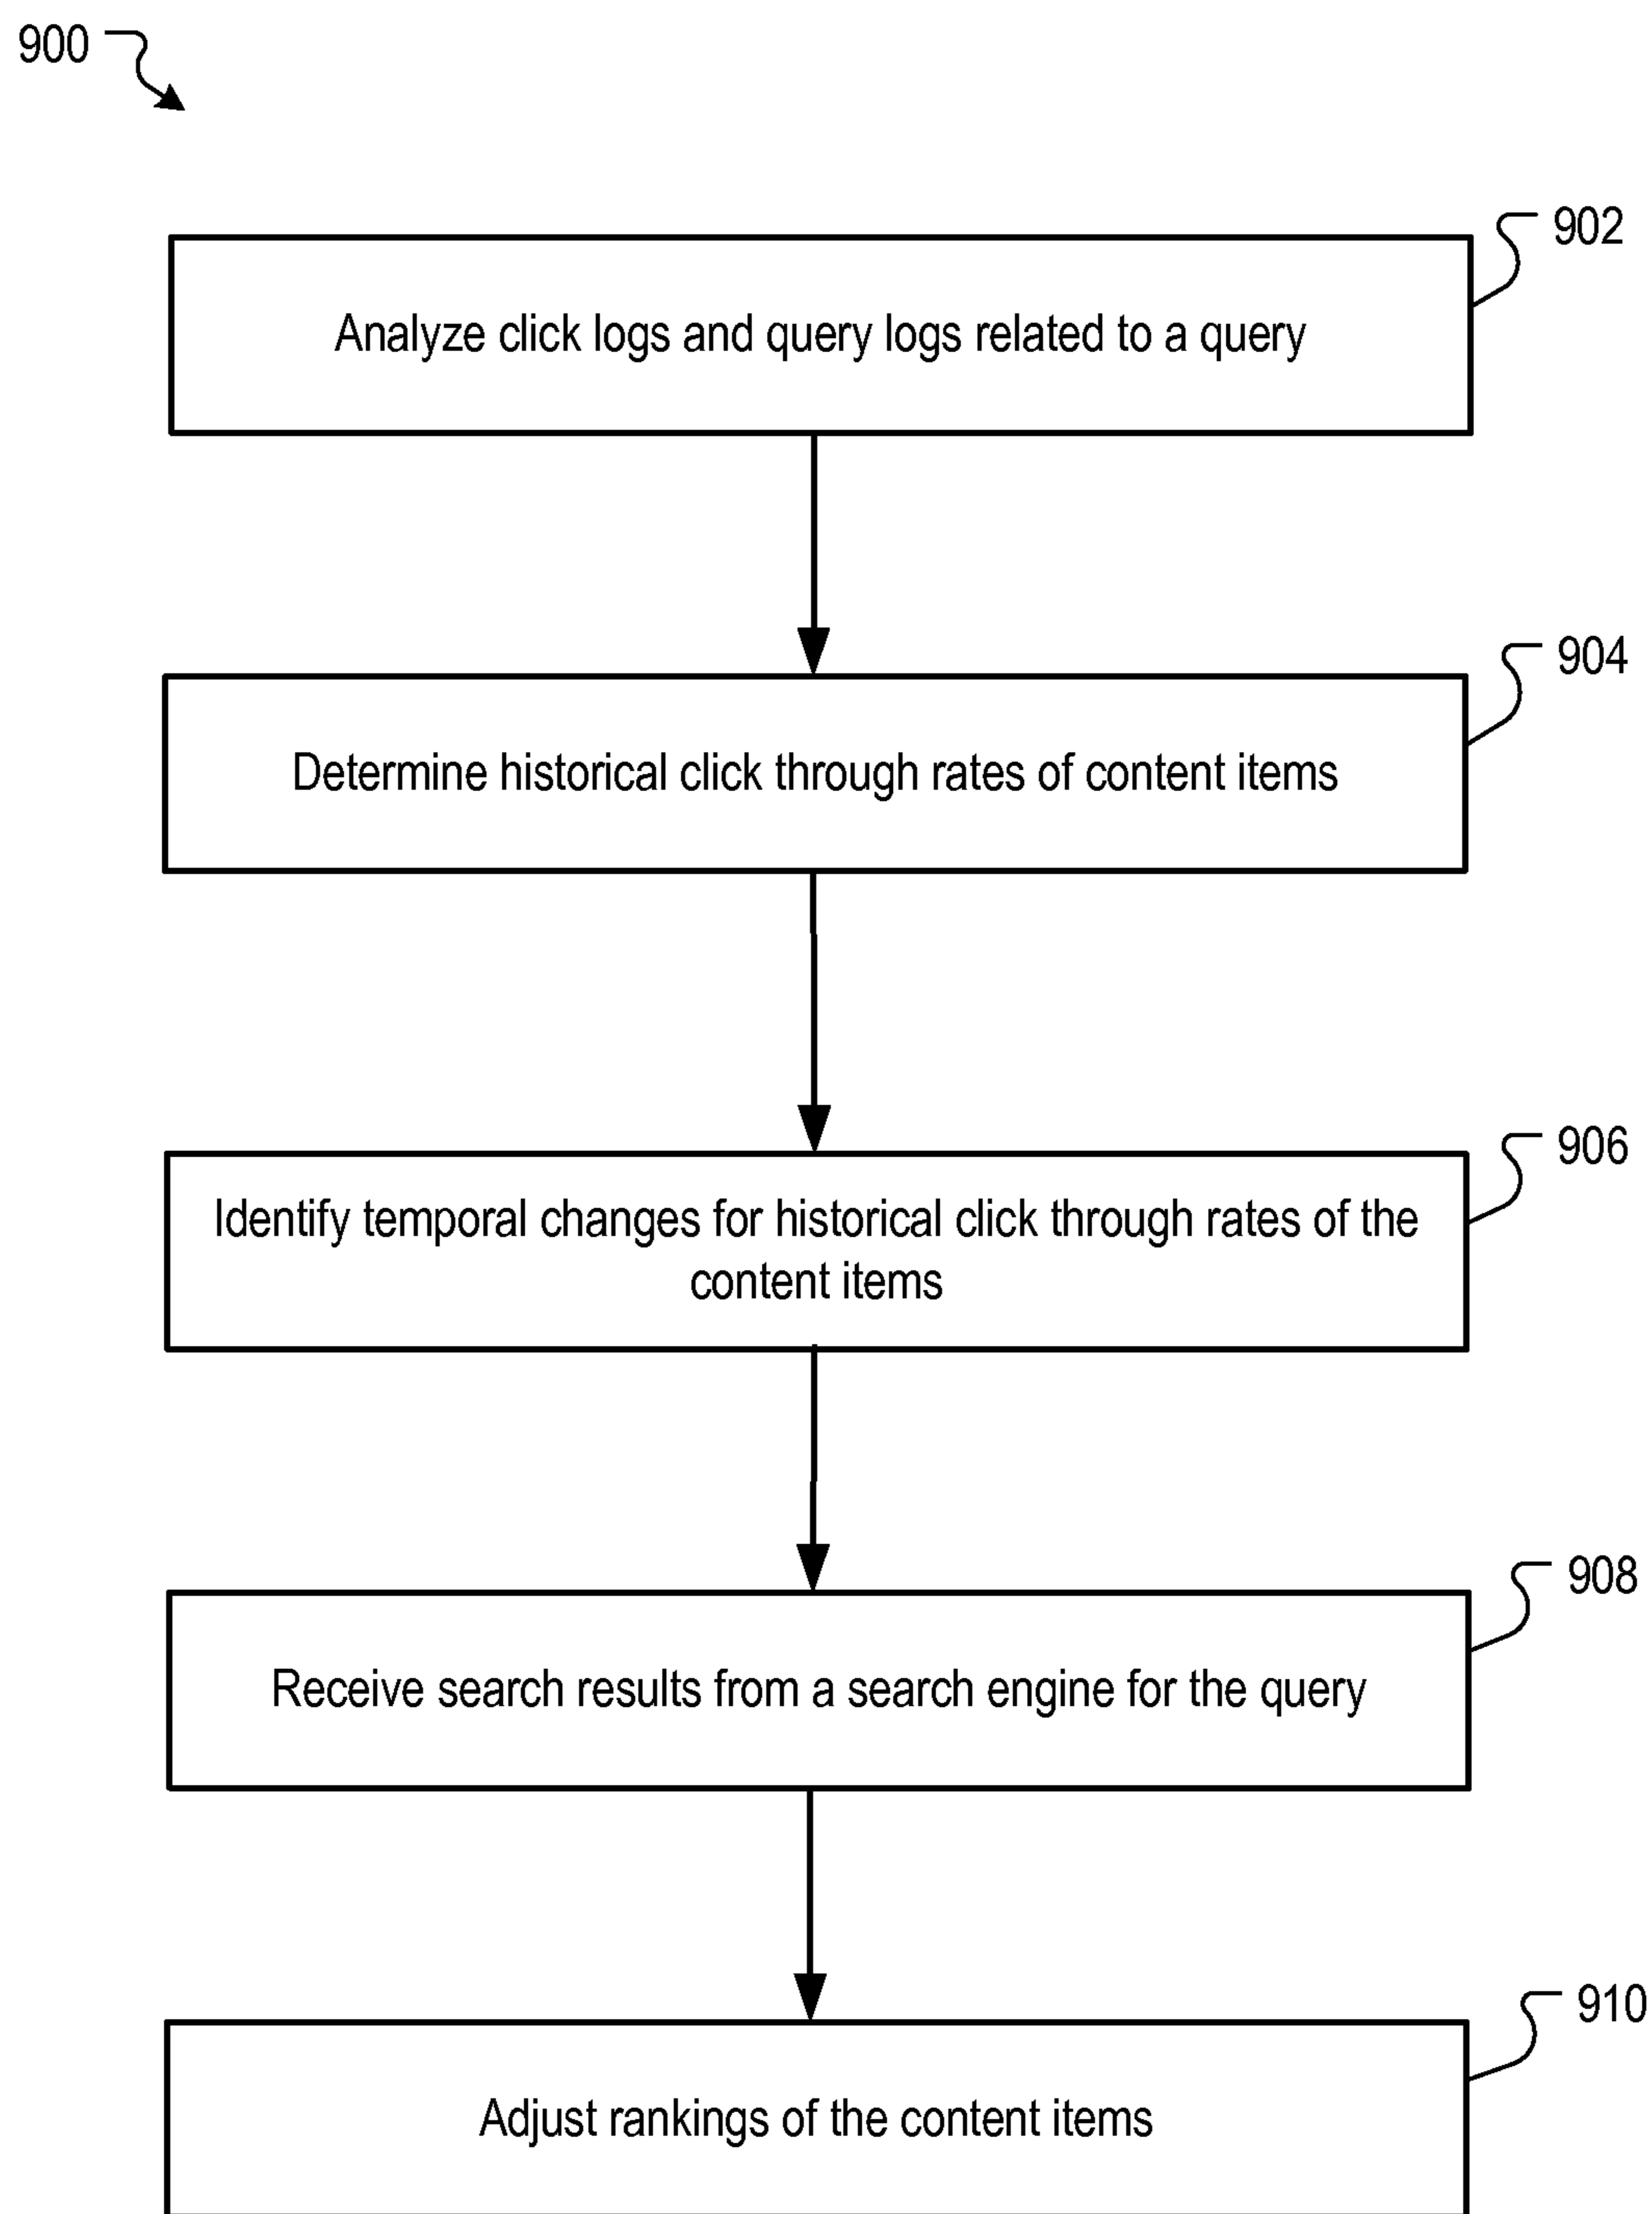 900
902
Analyze click logs and query logs related to a query
904
Determine historical click through rates of content items
906
Identify temporal changes for historical click through rates of the
content items
908
Receive search results from a search engine for the query
910
Adjust rankings of the content items